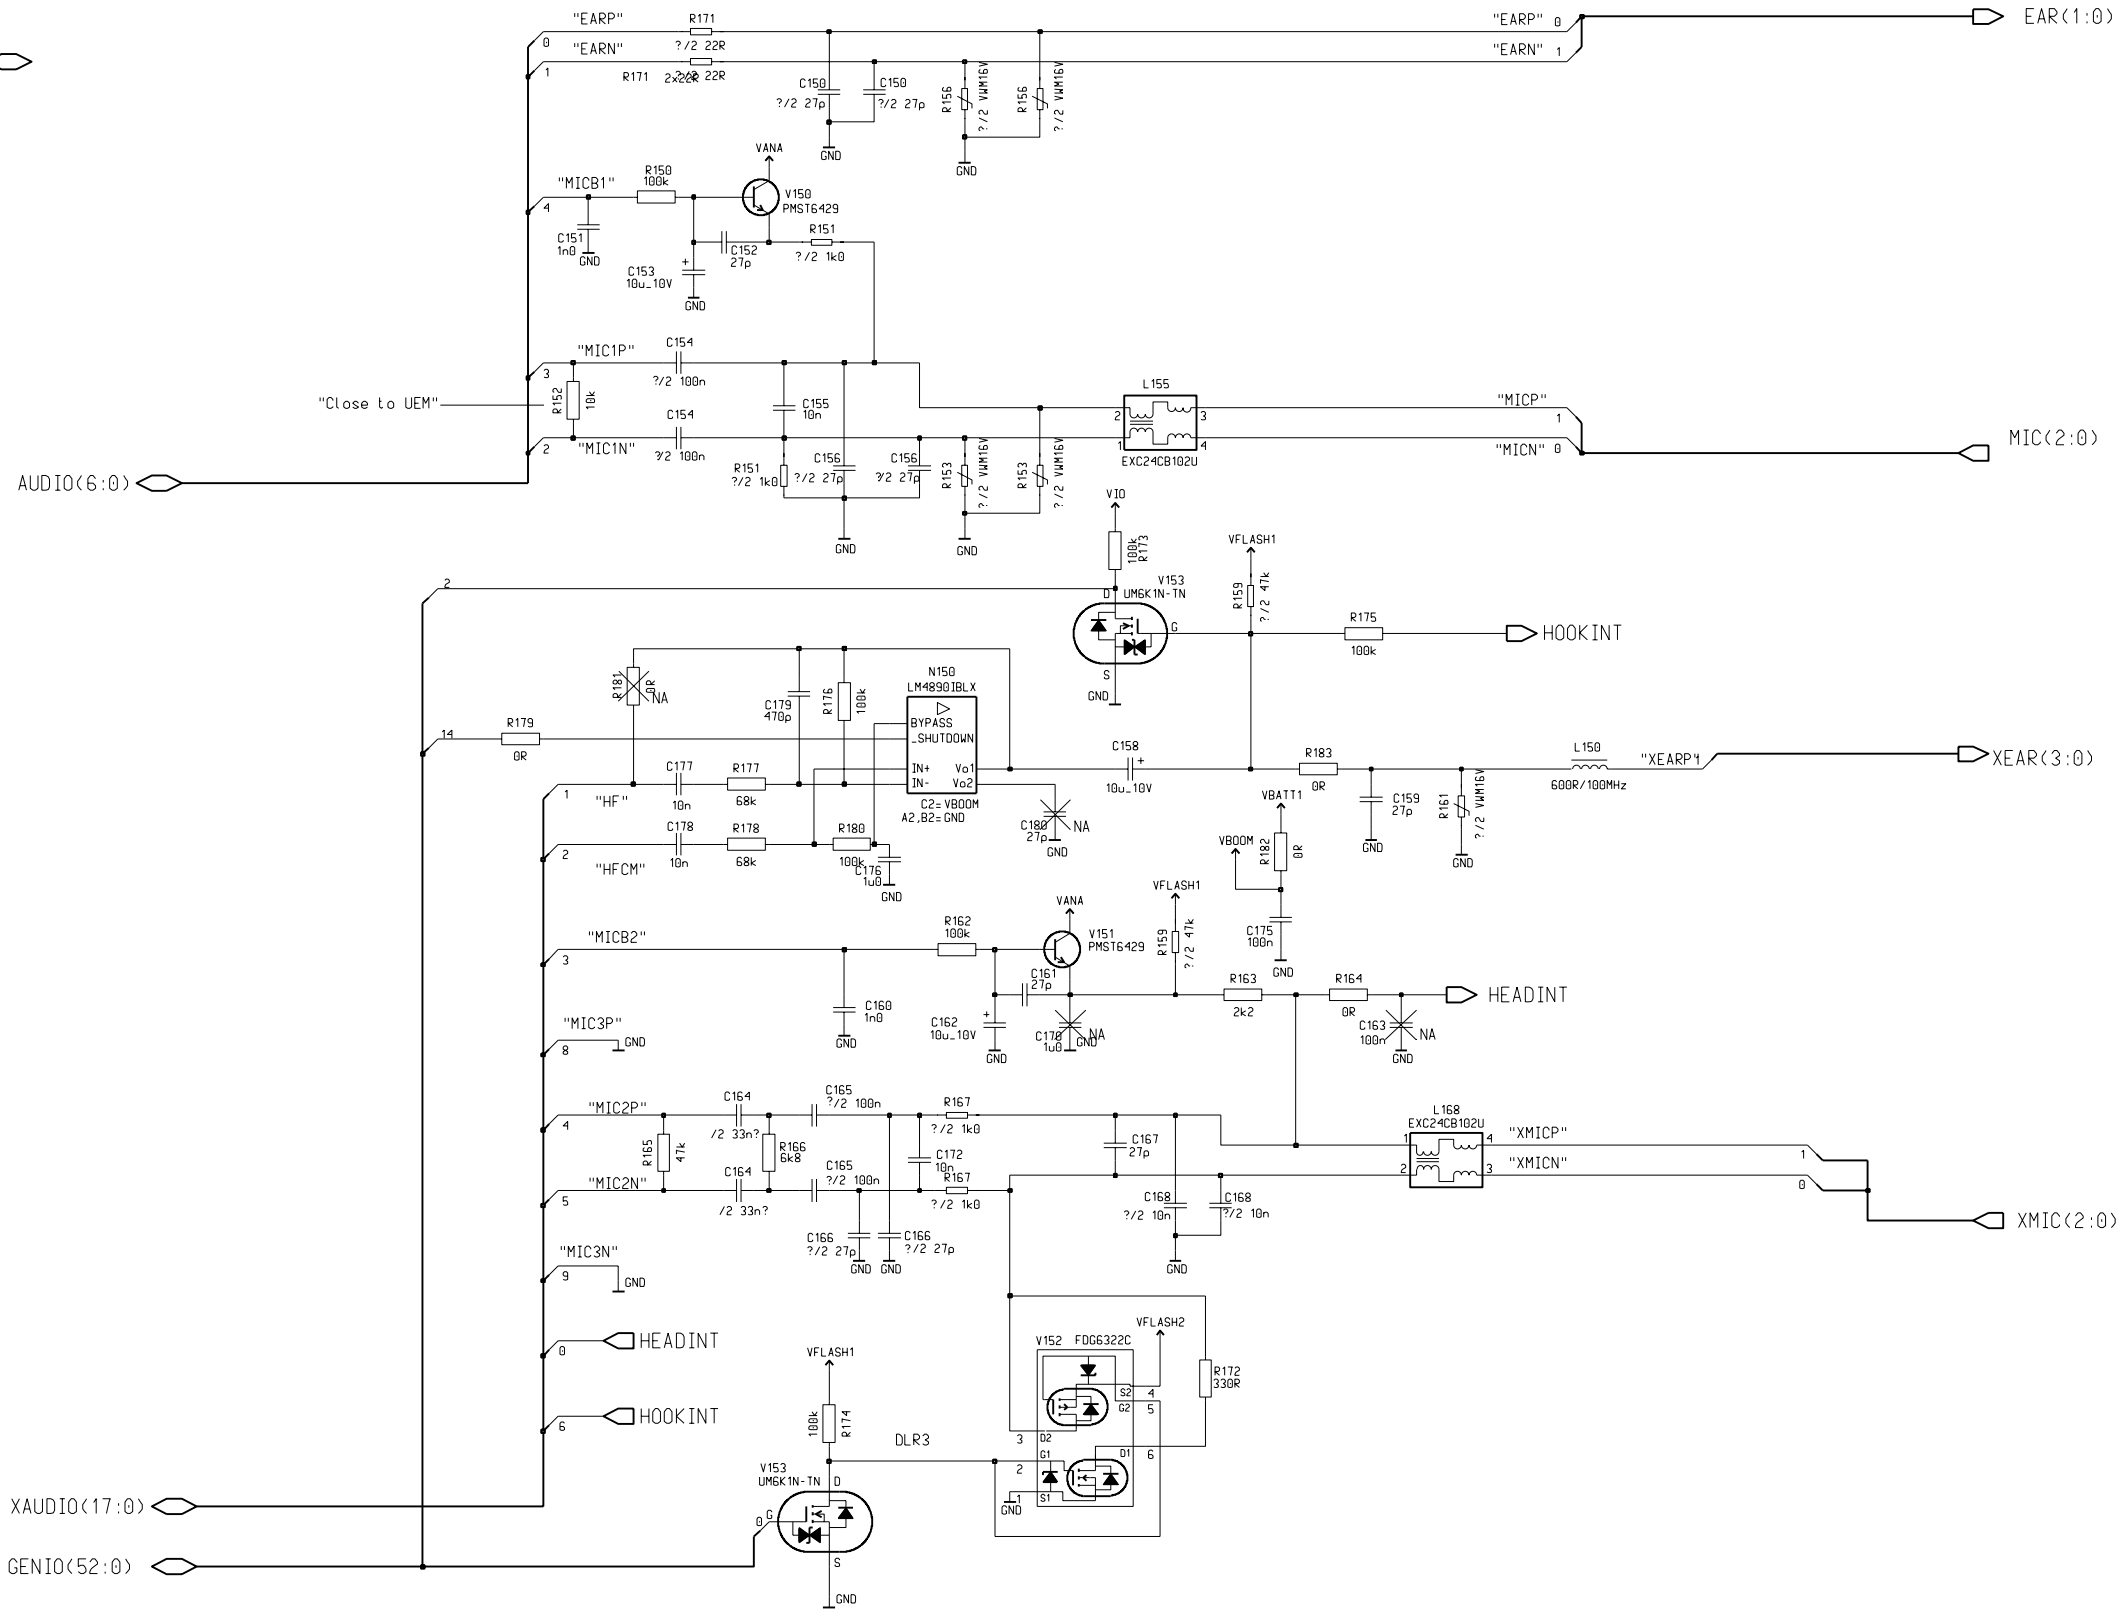 "EARP"
R171
"EARP" 0
EAR(1:0)
0
?/2 22R
"EARN"
"EARN" 1
1
R171
2x22R
?/2 22R
C150
?/2 27p
C150
?/2 27p
R156
?/2 VWM16V
R156
?/2 VWM16V
GND
GND
VANA
"MICB1"
R150
100k
V150
PMST6429
4
C151
1n0
GND
R151
?/2 1k0
C152
27p
C153
+
10u_10V
GND
"MIC1P"
C154
3
?/2 100n
"Close to UEM"
R152
10k
C155
10n
L155
"MICP"
1
2
3
C154
"MIC1N"
2
?/2 100n
1
4
EXC24CB102U
"MICN" 0
MIC(2:0)
R151
?/2 1k0
C156
?/2 27p
C156
?/2 27p
R153
?/2 VWM16V
R153
?/2 VWM16V
AUDIO(6:0)
GND
GND
VIO
100k
R173
VFLASH1
2
V153
D UM6K1N-TN
R159
?/2 47k
G
R175
100k
HOOKINT
S
GND
R181
0R
NA
C179
470p
R176
100k
N150
LM4890IBLX
BYPASS
_SHUTDOWN
IN+
Vo1
IN-
Vo2
C2=VBOOM
A2,B2=GND
14
R179
0R
C158
+
10u_10V
R183
0R
L150
600R/100MHz
"XEARP"
4
XEAR(3:0)
1
"HF"
C177
10n
R177
68k
C180
27p
NA
GND
VBATT1
C159
27p
GND
R161
?/2 VWM16V
GND
2
"HFCM"
C178
10n
R178
68k
R180
100k
C176
1u0
GND
VBOOM
R182
0R
C175
100n
GND
VFLASH1
VANA
"MICB2"
3
R162
100k
V151
PMST6429
R159
?/2 47k
C161
27p
C160
1n0
GND
C162
+
10u_10V
GND
C170
1u0
GND
NA
R163
2k2
R164
0R
HEADINT
C163
100n
NA
GND
"MIC3P"
8
GND
"MIC2P"
4
C164
/2 33n?
C165
?/2 100n
R167
?/2 1k0
R165
47k
R166
6k8
C172
10n
C167
27p
L168
EXC24CB102U
1
4
2
3
"XMICP"
1
"XMICN"
0
"MIC2N"
5
C164
/2 33n?
C165
?/2 100n
R167
?/2 1k0
C166
?/2 27p
GND
C166
?/2 27p
GND
C168
?/2 10n
C168
?/2 10n
GND
XMIC(2:0)
"MIC3N"
9
GND
0
HEADINT
6
HOOKINT
VFLASH1
100k
R174
V152
FDG6322C
VFLASH2
S2
4
G2
5
R172
330R
3
D2
DLR3
G1
2
D1
6
1
S1
GND
V153
UM6K1N-TN
D
0
G
S
GND
XAUDIO(17:0)
GENIO(52:0)